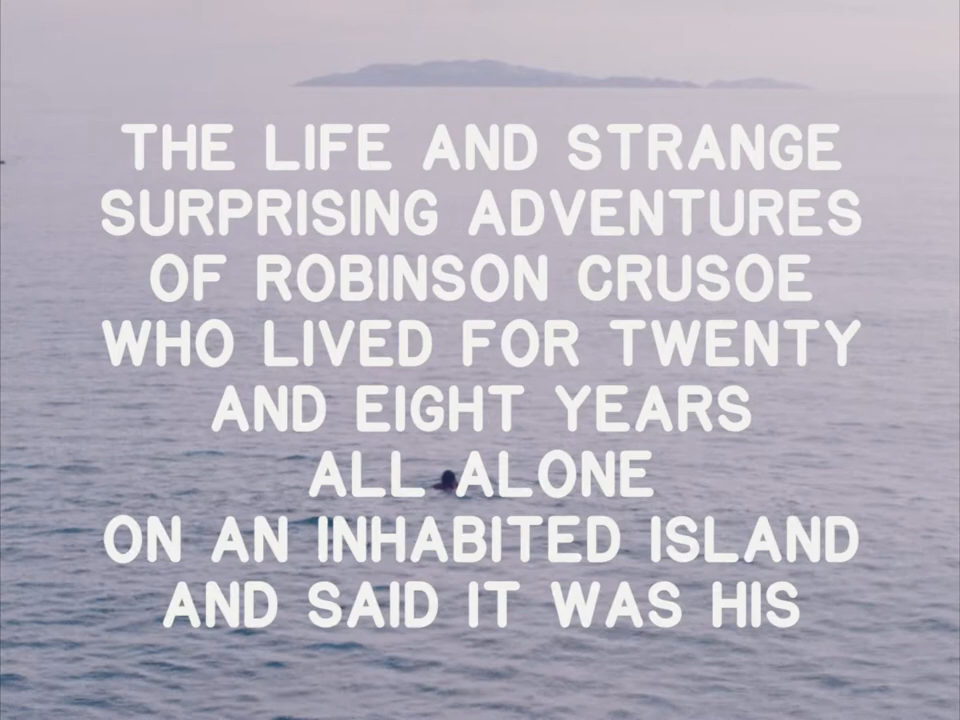 THE LIFE AND STRANGE
SURPRISING ADVENTURES
OF ROBINSON CRUSOE
WHO LIVED FOR TWENTY
AND EIGHT YEARS
ALL ALONE
ON AN INHABITED ISLAND
AND SAID IT WAS HIS